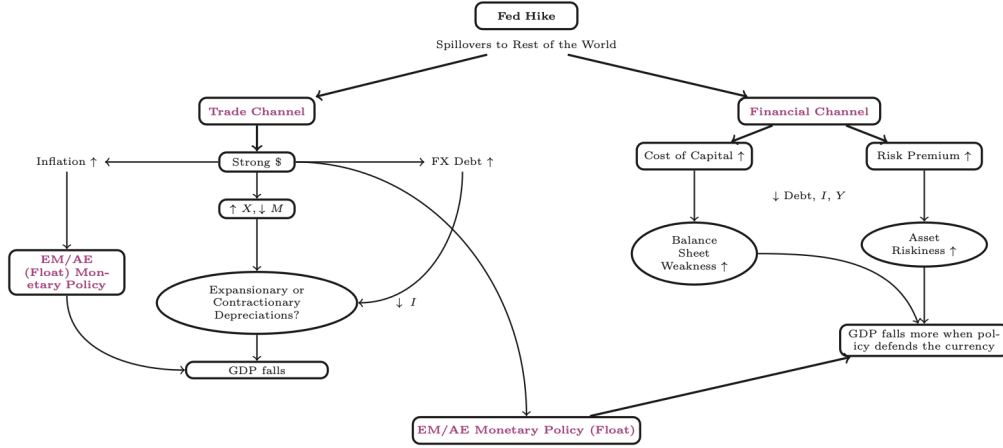 Fed Hike
Spillovers to Rest of the World
Trade Channel
Financial Channel
Inflation ↑
Strong $
FX Debt ↑
Cost of Capital ↑
Risk Premium ↑
↓ Debt, I, Y
↑ X, ↓ M
Balance
Sheet
Weakness ↑
Asset
Riskiness ↑
EM/AE
(Float) Mon-
etary Policy
Expansionary or
Contractionary
Depreciations?
↓ I
GDP falls more when pol-
icy defends the currency
GDP falls
EM/AE Monetary Policy (Float)